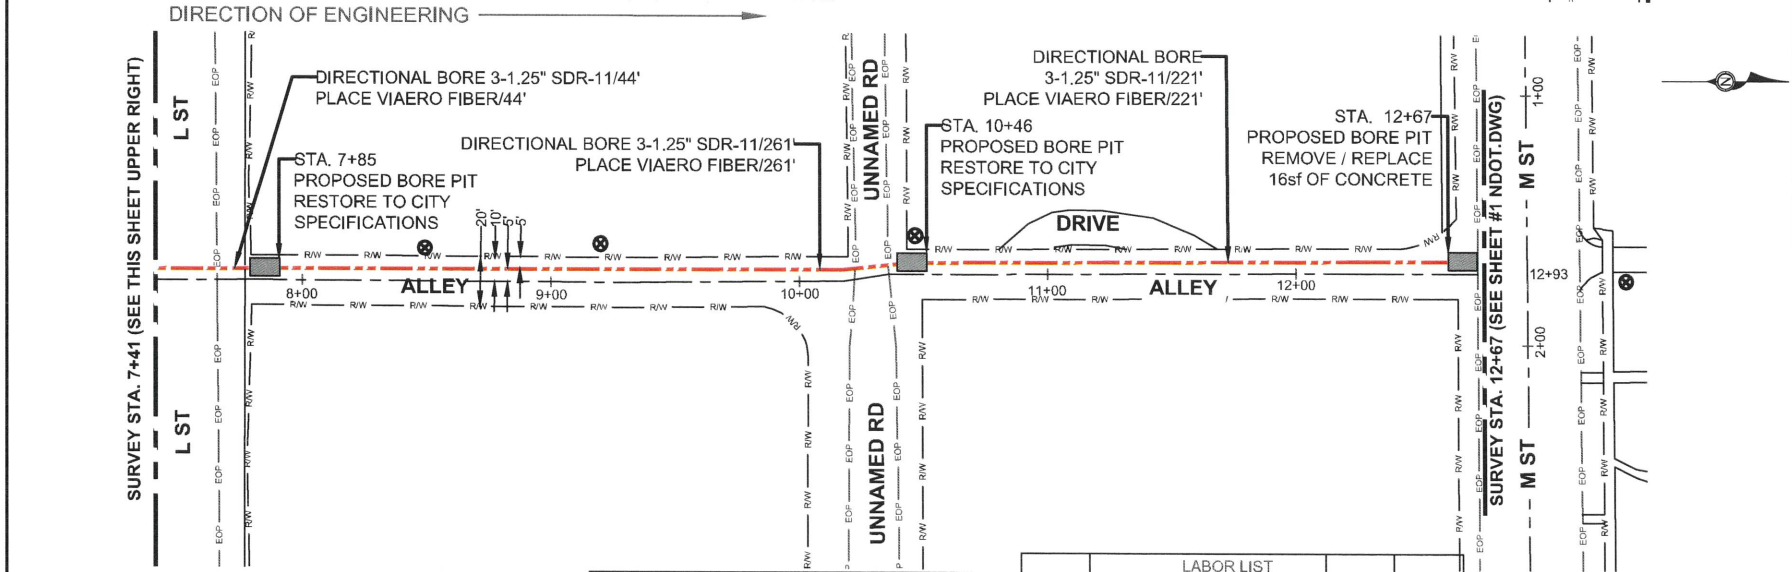 DIRECTION OF ENGINEERING
SURVEY STA. 7+41 (SEE THIS SHEET UPPER RIGHT)
L ST
L ST
DIRECTIONAL BORE 3-1.25" SDR-11/44'
PLACE VIAERO FIBER/44'
STA. 7+85
PROPOSED BORE PIT
RESTORE TO CITY
SPECIFICATIONS
DIRECTIONAL BORE 3-1.25" SDR-11/261'
PLACE VIAERO FIBER/261'
20'
10'
5'
5'
UNNAMED RD
UNNAMED RD
STA. 10+46
PROPOSED BORE PIT
RESTORE TO CITY
SPECIFICATIONS
DIRECTIONAL BORE
3-1.25" SDR-11/221'
PLACE VIAERO FIBER/221'
DRIVE
STA. 12+67
PROPOSED BORE PIT
REMOVE / REPLACE
16sf OF CONCRETE
8+00
ALLEY
9+00
10+00
11+00
ALLEY
12+00
12+93
SURVEY STA. 12+67 (SEE SHEET #1 NDOT.DWG)
M ST
M ST
1+00
2+00
N
R/W
EOP
LABOR LIST